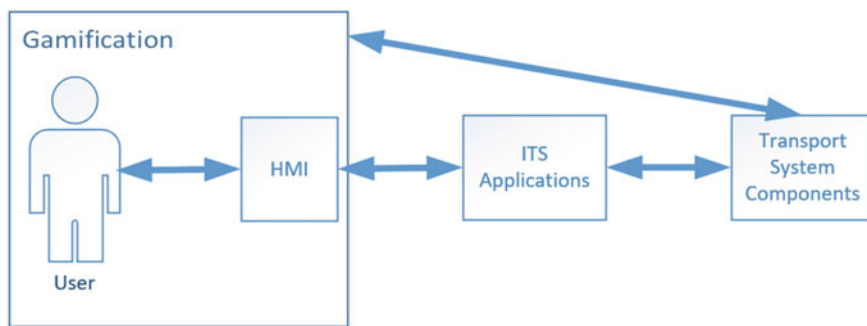 Gamification
User
HMI
ITS
Applications
Transport
System
Components